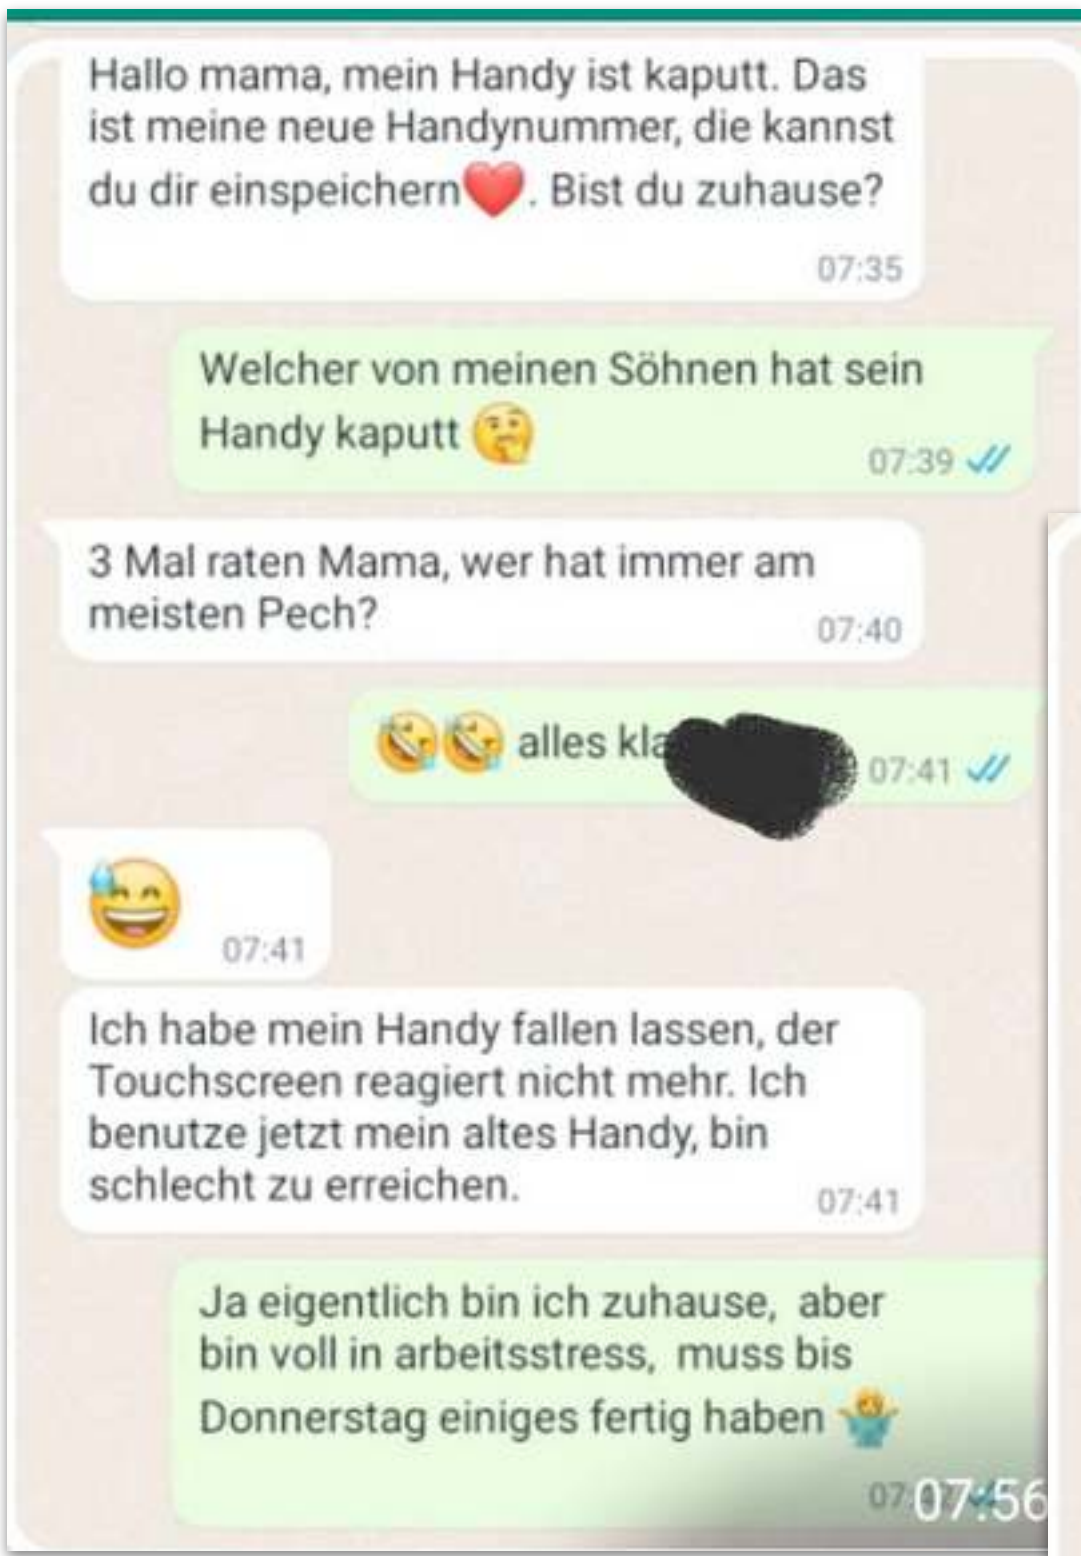 Hallo mama, mein Handy ist kaputt. Das
ist meine neue Handynummer, die kannst
du dir einspeichern❤️. Bist du zuhause?
07:35
Welcher von meinen Söhnen hat sein
Handy kaputt 🤔
07:39
3 Mal raten Mama, wer hat immer am
meisten Pech?
07:40
🤣🤣 alles kla
07:41
😅
07:41
Ich habe mein Handy fallen lassen, der
Touchscreen reagiert nicht mehr. Ich
benutze jetzt mein altes Handy, bin
schlecht zu erreichen.
07:41
Ja eigentlich bin ich zuhause, aber
bin voll in arbeitsstress, muss bis
Donnerstag einiges fertig haben 🤷
07:56